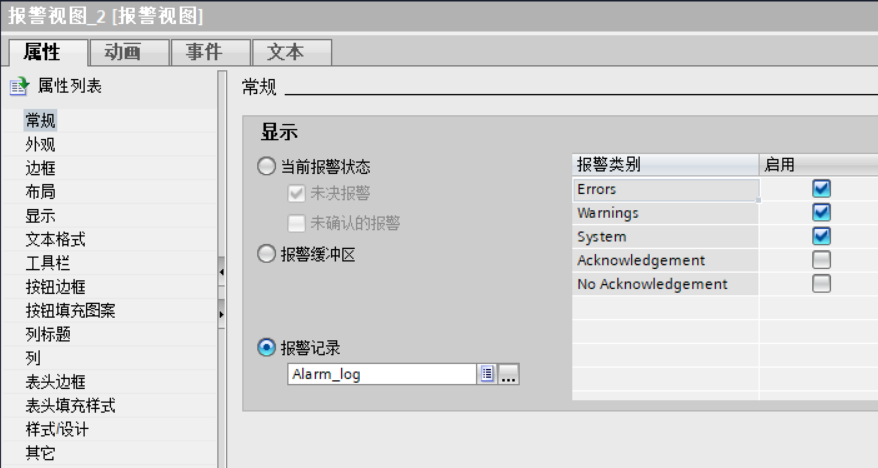 报警视图_2 [报警视图]
属性 动画 事件 文本
属性列表
常规
外观
边框
布局
显示
文本格式
工具栏
按钮边框
按钮填充图案
列标题
列
表头边框
表头填充样式
样式/设计
其它
常规
显示
当前报警状态
未决报警
未确认的报警
报警缓冲区
报警记录
Alarm_log
...
报警类别 启用
Errors
Warnings
System
Acknowledgement
No Acknowledgement